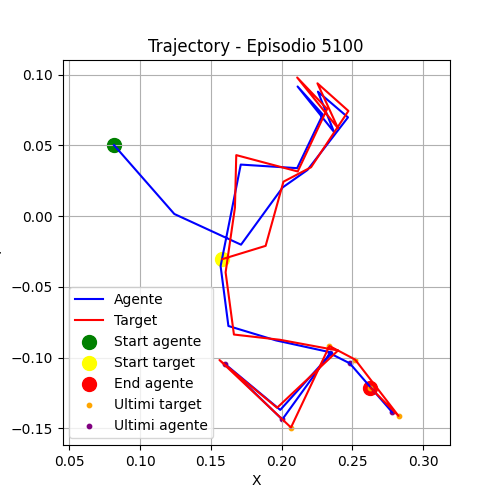 Trajectory - Episodio 5100
0.10
0.05
0.00
−0.05
−0.10
−0.15
Agente
Target
Start agente
Start target
End agente
Ultimi target
Ultimi agente
0.05 0.10 0.15 0.20 0.25 0.30
X